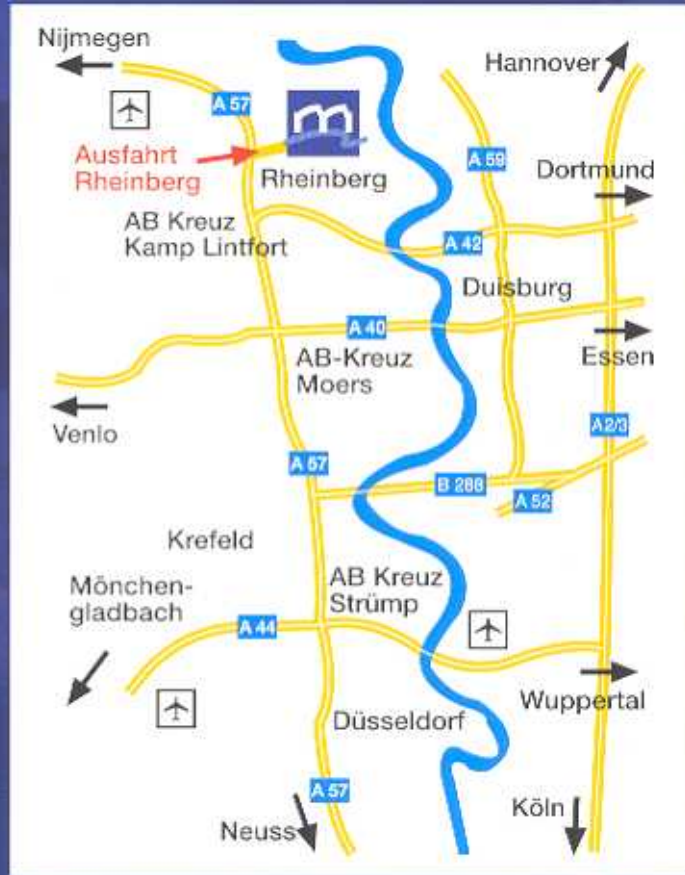 Nijmegen
Hannover
A 57
Ausfahrt
Rheinberg
Rheinberg
A 59
Dortmund
AB Kreuz
Kamp Lintfort
A 42
Duisburg
A 40
AB-Kreuz
Moers
Essen
Venlo
A2/3
A 57
B 288
A 52
Krefeld
AB Kreuz
Strümp
Mönchen-
gladbach
A 44
Wuppertal
Düsseldorf
A 57
Neuss
Köln